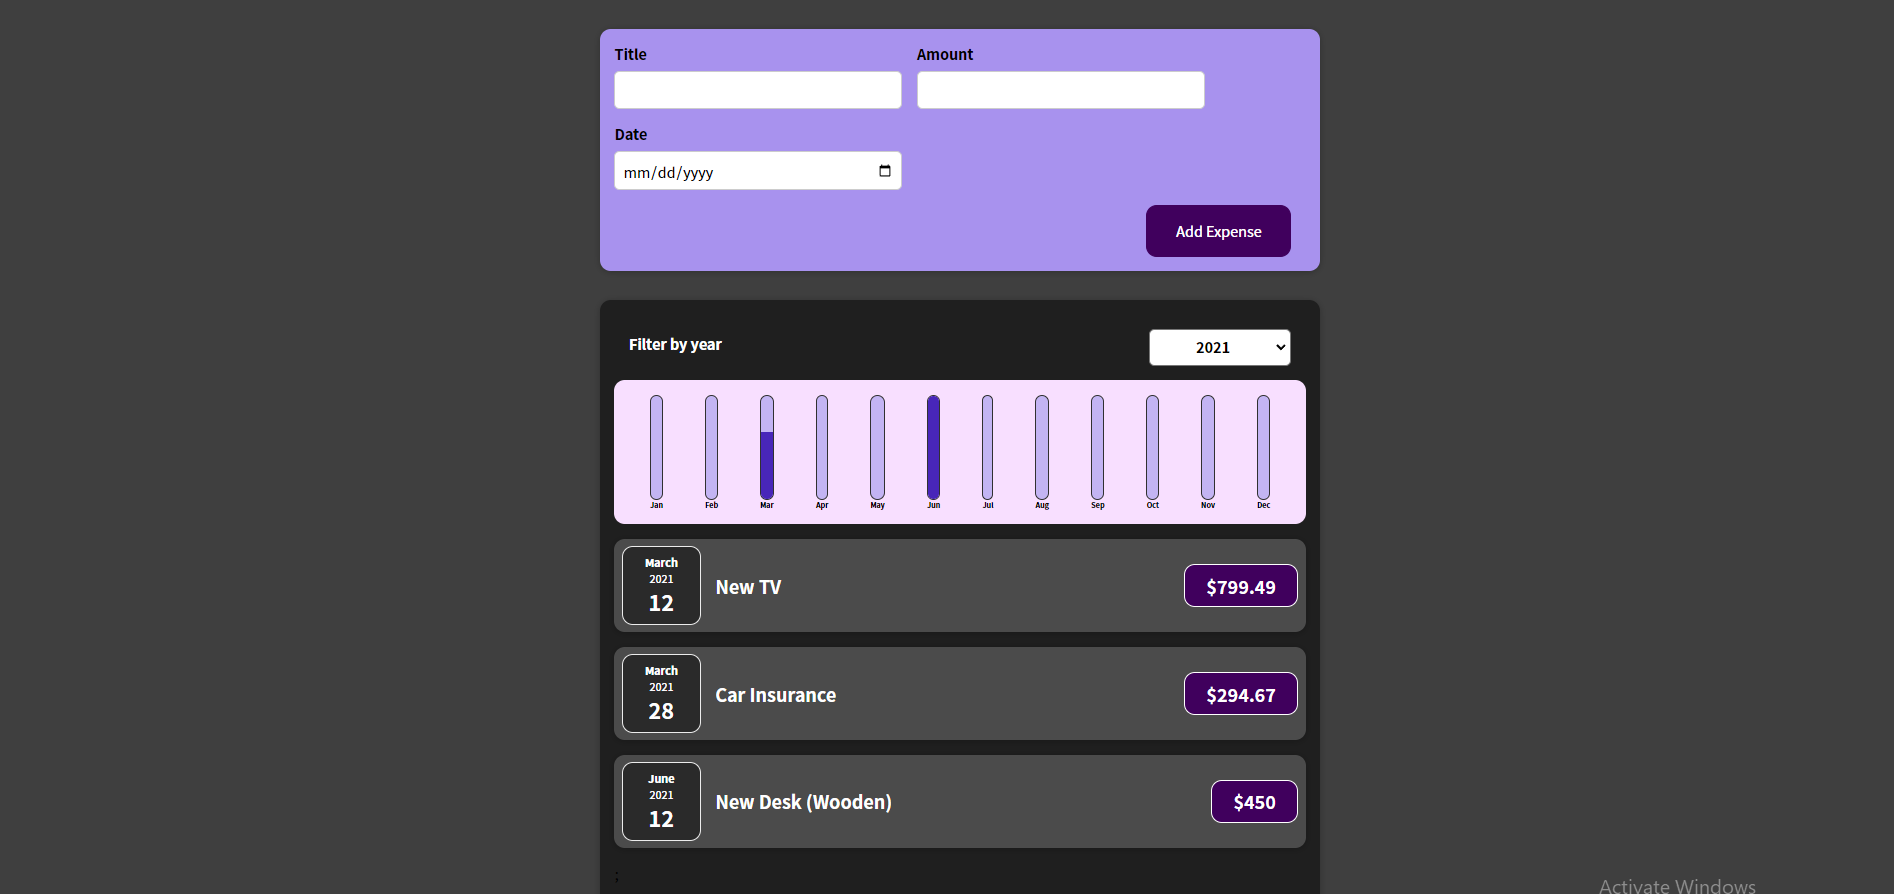 Title Amount
Date
mm/dd/yyyy
Add Expense
Filter by year 2021
Jan Feb Mar Apr May Jun Jul Aug Sep Oct Nov Dec
March
2021
12
New TV
$799.49
March
2021
28
Car Insurance
$294.67
June
2021
12
New Desk (Wooden)
$450
;
Activate Windows